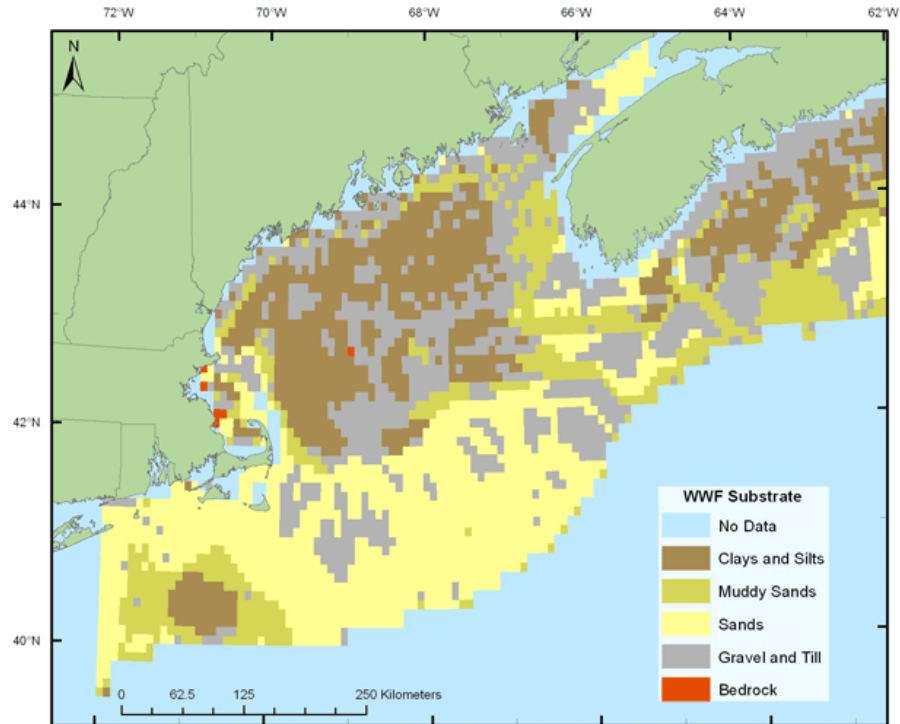 72°W 70°W 68°W 66°W 64°W 62°W
N
44°N
42°N
40°N
WWF Substrate
No Data
Clays and Silts
Muddy Sands
Sands
Gravel and Till
Bedrock
0 62.5 125 250 Kilometers